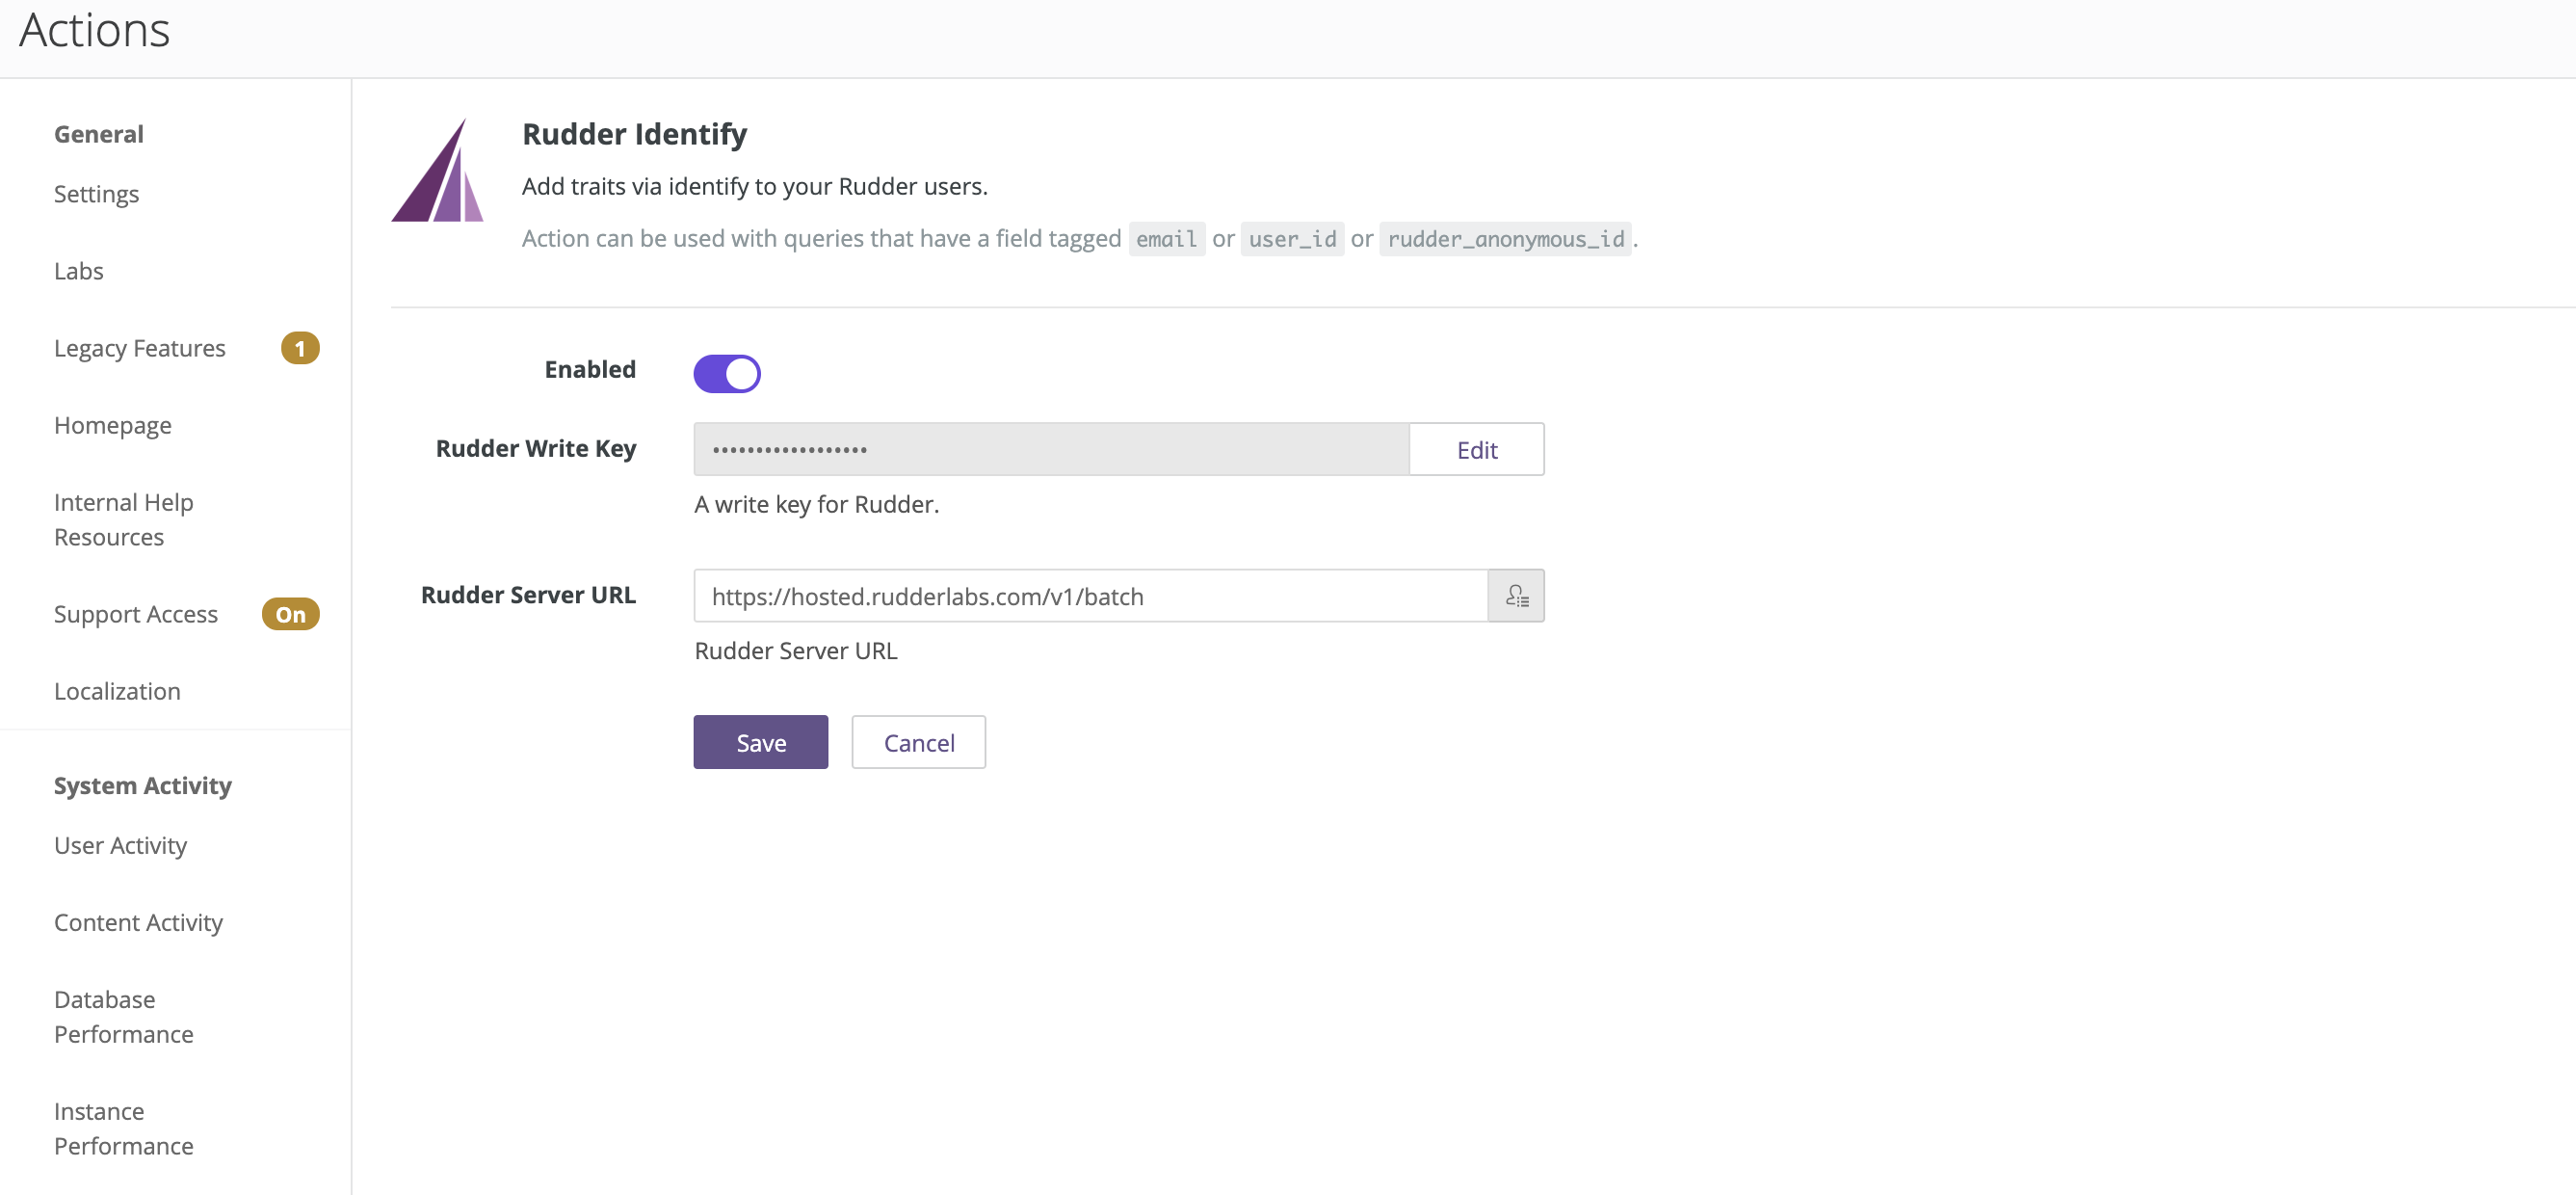 Actions
General
Settings
Labs
Legacy Features 1
Homepage
Internal Help
Resources
Support Access On
Localization
System Activity
User Activity
Content Activity
Database
Performance
Instance
Performance
Rudder Identify
Add traits via identify to your Rudder users.
Action can be used with queries that have a field tagged email or user_id or rudder_anonymous_id.
Enabled
Rudder Write Key •••••••••••••••••• Edit
A write key for Rudder.
Rudder Server URL https://hosted.rudderlabs.com/v1/batch
Rudder Server URL
Save Cancel